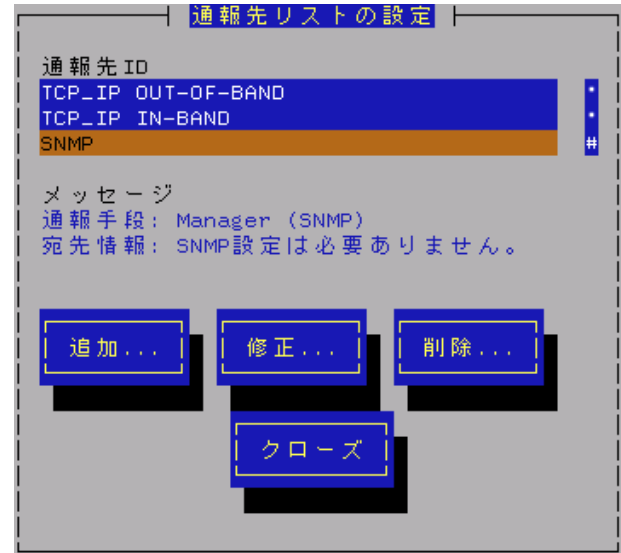 通報先リストの設定
通報先ID
TCP_IP OUT-OF-BAND
TCP_IP IN-BAND
SNMP #
メッセージ
通報手段: Manager (SNMP)
宛先情報: SNMP設定は必要ありません。
追加... 修正... 削除...
クローズ